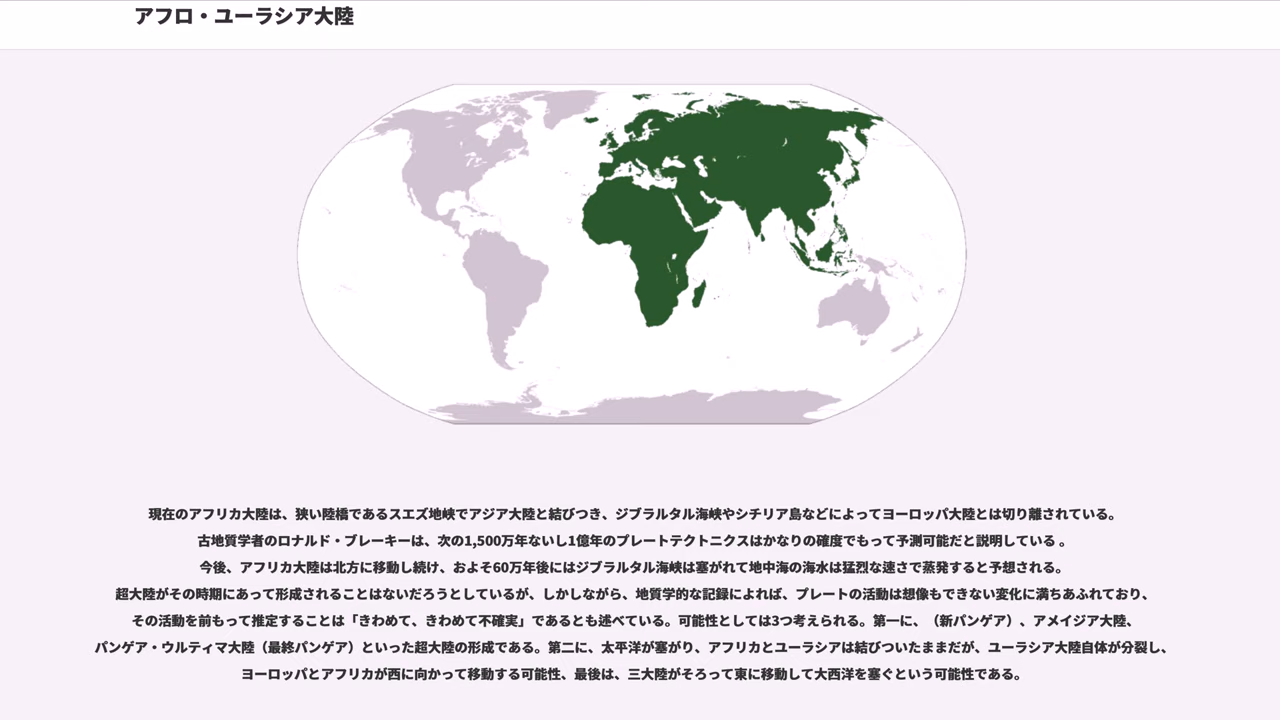 アフロ・ユーラシア大陸
現在のアフリカ大陸は、狭い陸橋であるスエズ地峡でアジア大陸と結びつき、ジブラルタル海峡やシチリア島などによってヨーロッパ大陸とは切り離されている。
古地質学者のロナルド・ブレーキーは、次の1,500万年ないし1億年のプレートテクトニクスはかなりの確度でもって予測可能だと説明している 。
今後、アフリカ大陸は北方に移動し続け、およそ60万年後にはジブラルタル海峡は塞がれて地中海の海水は猛烈な速さで蒸発すると予想される。
超大陸がその時期にあって形成されることはないだろうとしているが、しかしながら、地質学的な記録によれば、プレートの活動は想像もできない変化に満ちあふれており、
その活動を前もって推定することは「きわめて、きわめて不確実」であるとも述べている。可能性としては3つ考えられる。第一に、（新パンゲア）、アメイジア大陸、
パンゲア・ウルティマ大陸（最終パンゲア）といった超大陸の形成である。第二に、太平洋が塞がり、アフリカとユーラシアは結びついたままだが、ユーラシア大陸自体が分裂し、
ヨーロッパとアフリカが西に向かって移動する可能性、最後は、三大陸がそろって東に移動して大西洋を塞ぐという可能性である。